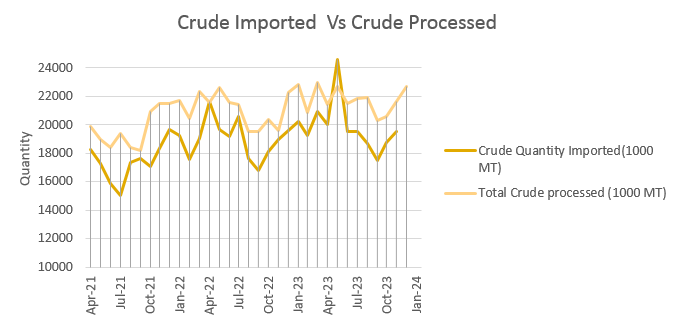 Crude Imported  Vs Crude Processed
24000
22000
20000
18000
16000
14000
12000
10000
Quantity
Apr-21
Jul-21
Oct-21
Jan-22
Apr-22
Jul-22
Oct-22
Jan-23
Apr-23
Jul-23
Oct-23
Jan-24
Crude Quantity Imported(1000
MT)
Total Crude processed (1000 MT)